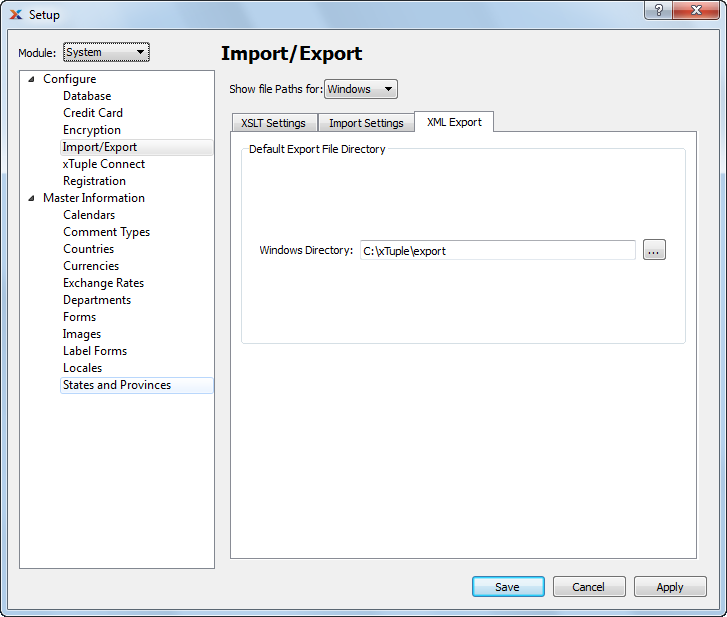 Setup
?
Module: System
Import/Export
Configure
Database
Credit Card
Encryption
Import/Export
xTuple Connect
Registration
Master Information
Calendars
Comment Types
Countries
Currencies
Exchange Rates
Departments
Forms
Images
Label Forms
Locales
States and Provinces
Show file Paths for: Windows
XSLT Settings Import Settings XML Export
Default Export File Directory
Windows Directory: C:\xTuple\export ...
Save Cancel Apply